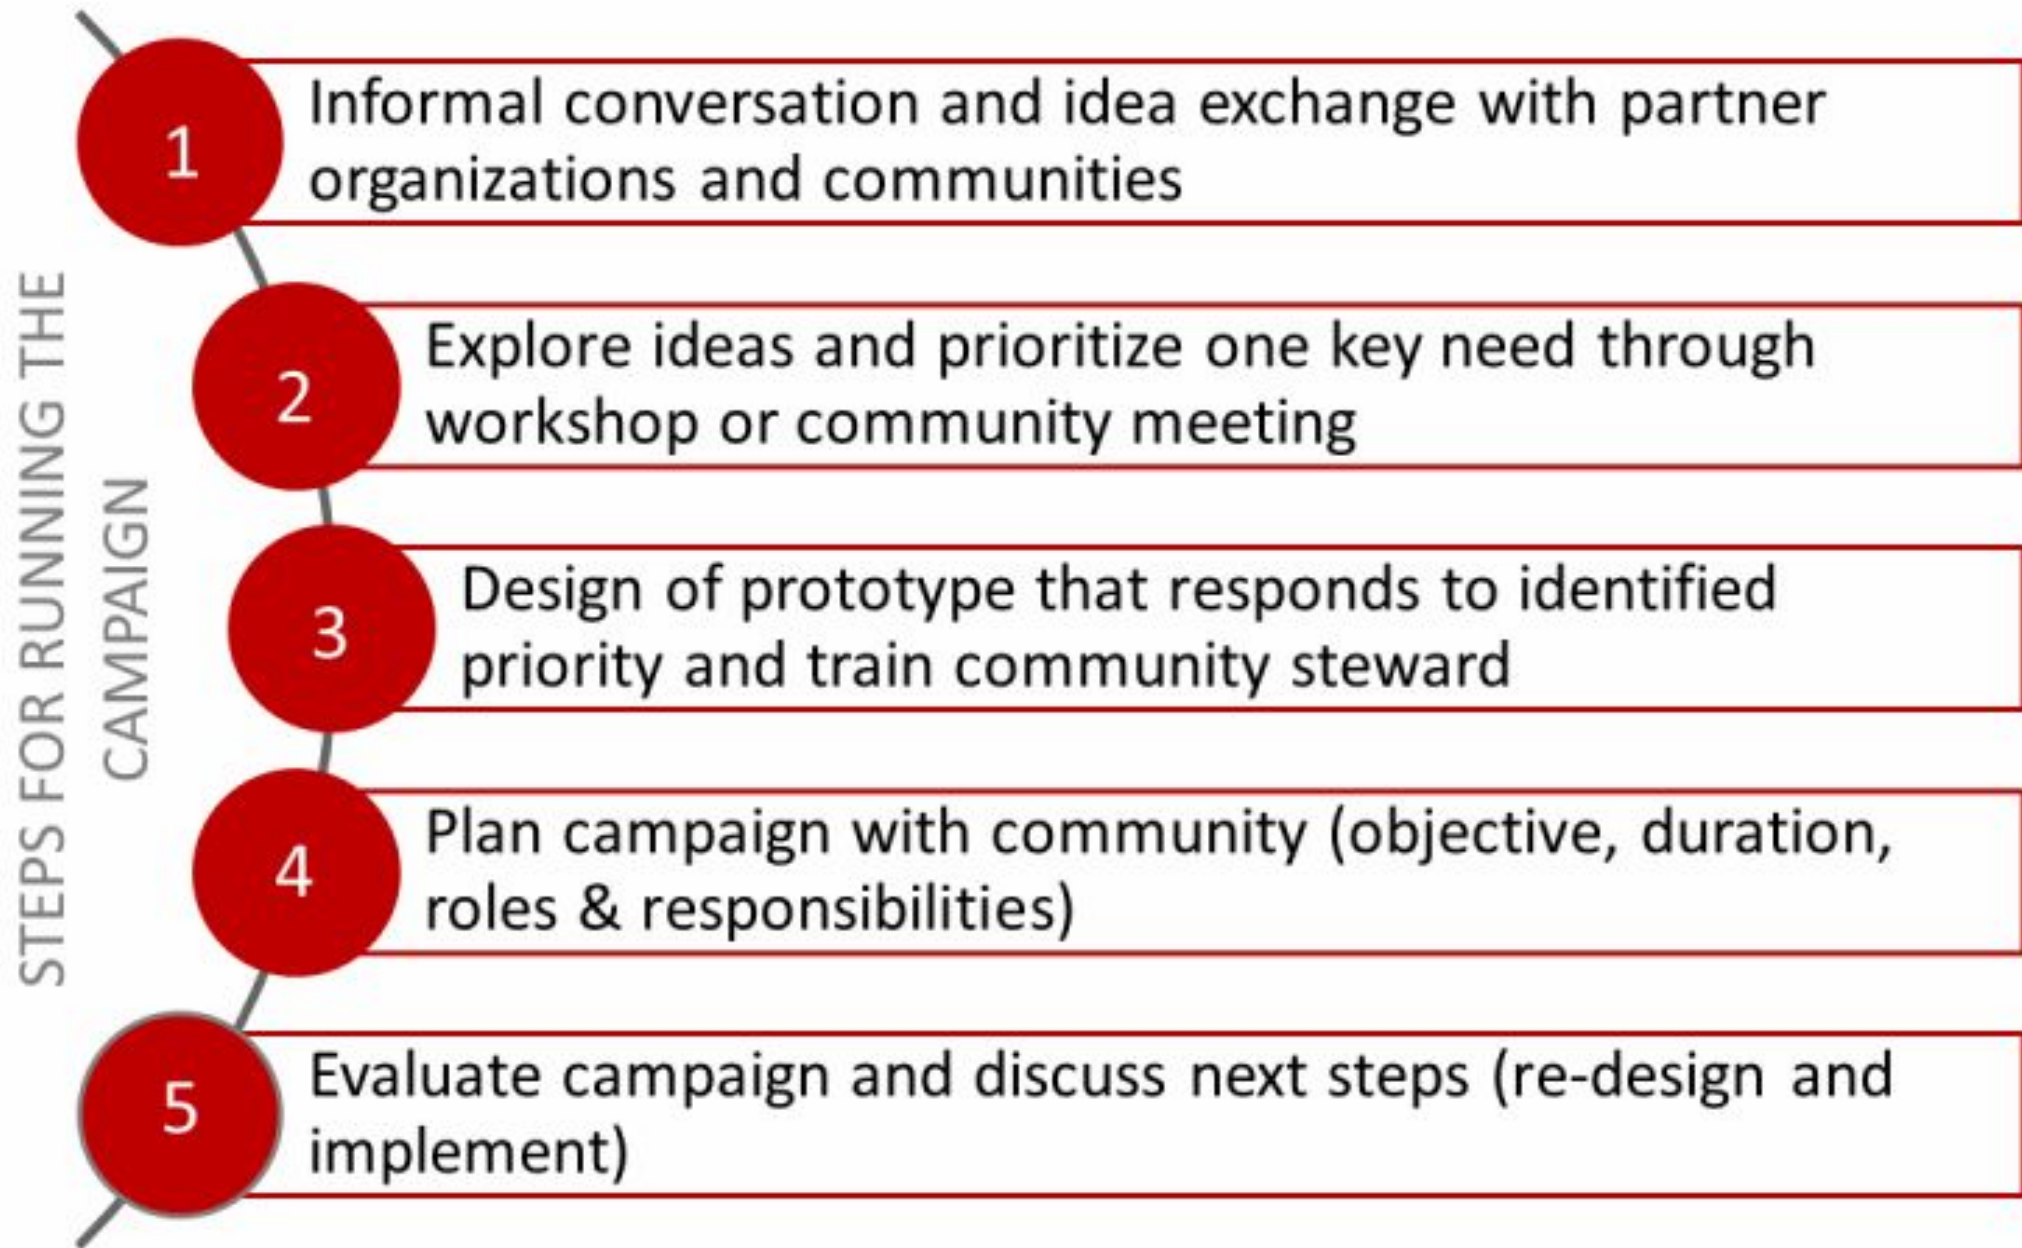 STEPS FOR RUNNING THE
CAMPAIGN
1
Informal conversation and idea exchange with partner
organizations and communities
2
Explore ideas and prioritize one key need through
workshop or community meeting
3
Design of prototype that responds to identified
priority and train community steward
4
Plan campaign with community (objective, duration,
roles & responsibilities)
5
Evaluate campaign and discuss next steps (re-design and
implement)